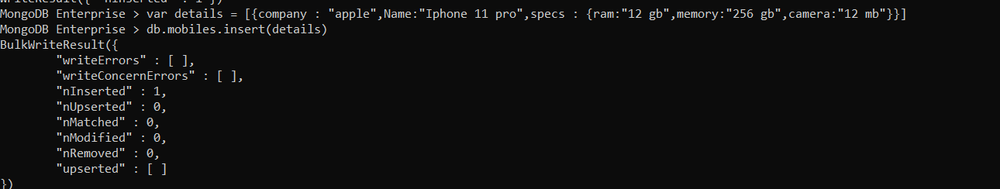 WriteResult({ "nInserted" : 1 })
MongoDB Enterprise > var details = [{company : "apple",Name:"Iphone 11 pro",specs : {ram:"12 gb",memory:"256 gb",camera:"12 mb"}}]
MongoDB Enterprise > db.mobiles.insert(details)
BulkWriteResult({
        "writeErrors" : [ ],
        "writeConcernErrors" : [ ],
        "nInserted" : 1,
        "nUpserted" : 0,
        "nMatched" : 0,
        "nModified" : 0,
        "nRemoved" : 0,
        "upserted" : [ ]
})